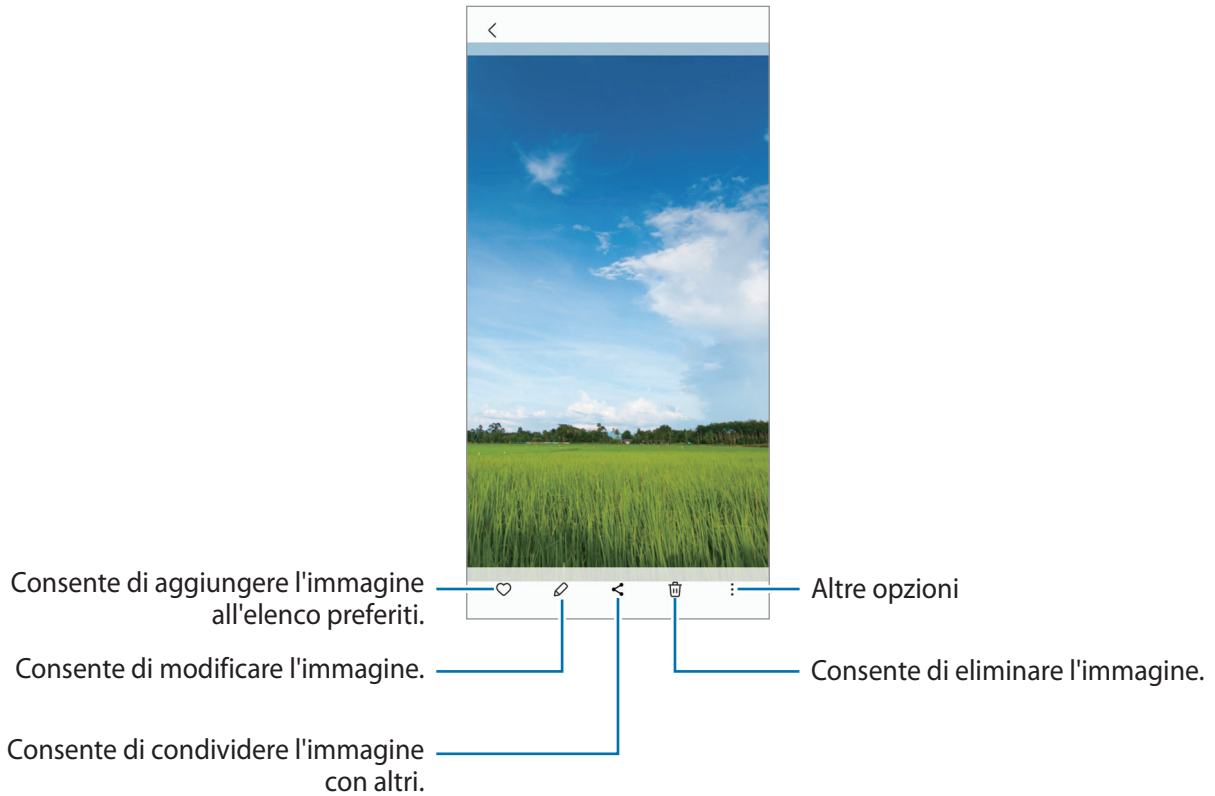 Consente di aggiungere l'immagine
all'elenco preferiti.
Altre opzioni
Consente di modificare l'immagine.
Consente di eliminare l'immagine.
Consente di condividere l'immagine
con altri.